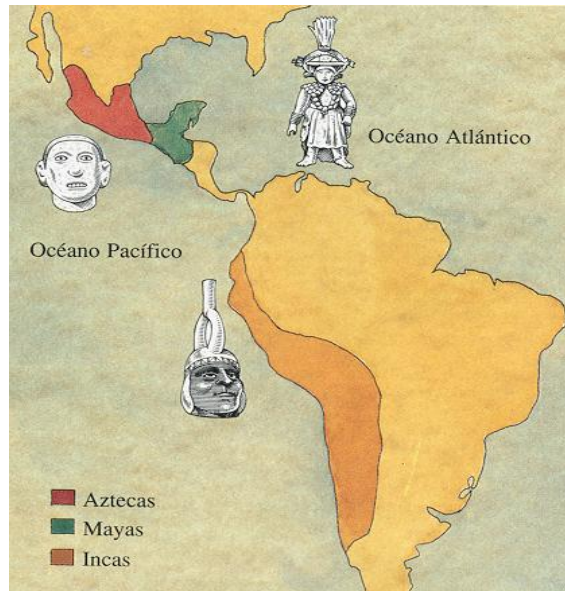 Océano Atlántico
Océano Pacífico
Aztecas
Mayas
Incas